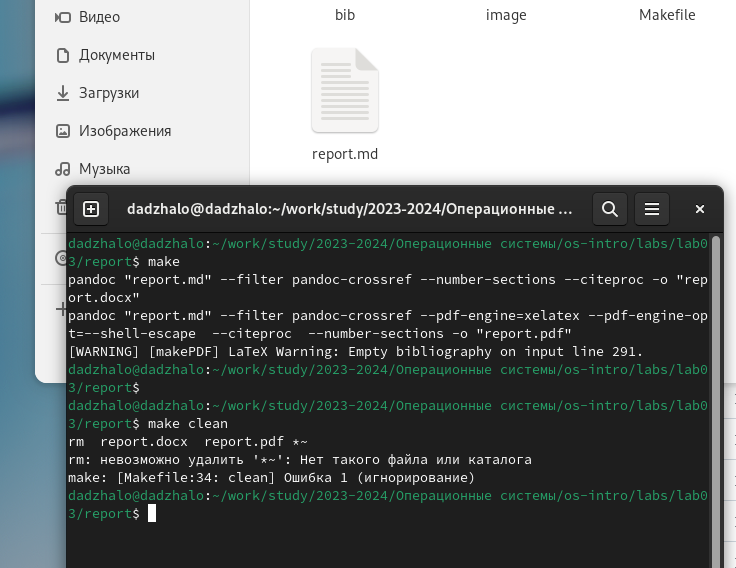 Видео
bib image Makefile
Документы
Загрузки
Изображения
report.md
Музыка
dadzhalo@dadzhalo:~/work/study/2023-2024/Операционные ...
dadzhalo@dadzhalo:~/work/study/2023-2024/Операционные системы/os-intro/labs/lab0
3/report$ make
pandoc "report.md" --filter pandoc-crossref --number-sections --citeproc -o "rep
ort.docx"
pandoc "report.md" --filter pandoc-crossref --pdf-engine=xelatex --pdf-engine-op
t=--shell-escape  --citeproc  --number-sections -o "report.pdf"
[WARNING] [makePDF] LaTeX Warning: Empty bibliography on input line 291.
dadzhalo@dadzhalo:~/work/study/2023-2024/Операционные системы/os-intro/labs/lab0
3/report$
dadzhalo@dadzhalo:~/work/study/2023-2024/Операционные системы/os-intro/labs/lab0
3/report$ make clean
rm  report.docx  report.pdf *~
rm: невозможно удалить '*~': Нет такого файла или каталога
make: [Makefile:34: clean] Ошибка 1 (игнорирование)
dadzhalo@dadzhalo:~/work/study/2023-2024/Операционные системы/os-intro/labs/lab0
3/report$